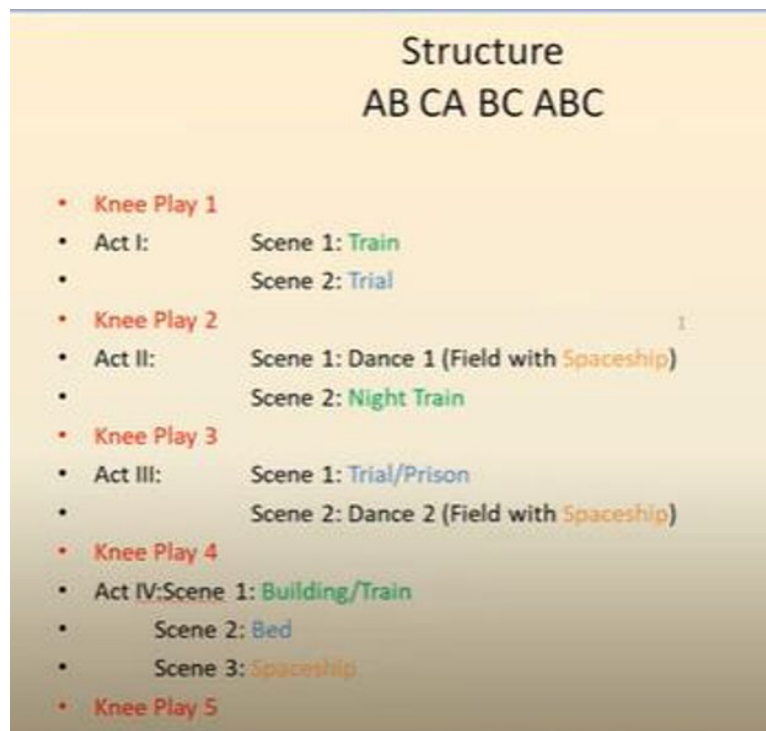 Structure
AB CA BC ABC
• Knee Play 1
• Act I: Scene 1: Train
• Scene 2: Trial
• Knee Play 2
• Act II: Scene 1: Dance 1 (Field with Spaceship)
• Scene 2: Night Train
• Knee Play 3
• Act III: Scene 1: Trial/Prison
• Scene 2: Dance 2 (Field with Spaceship)
• Knee Play 4
• Act IV:Scene 1: Building/Train
• Scene 2: Bed
• Scene 3: Spaceship
• Knee Play 5